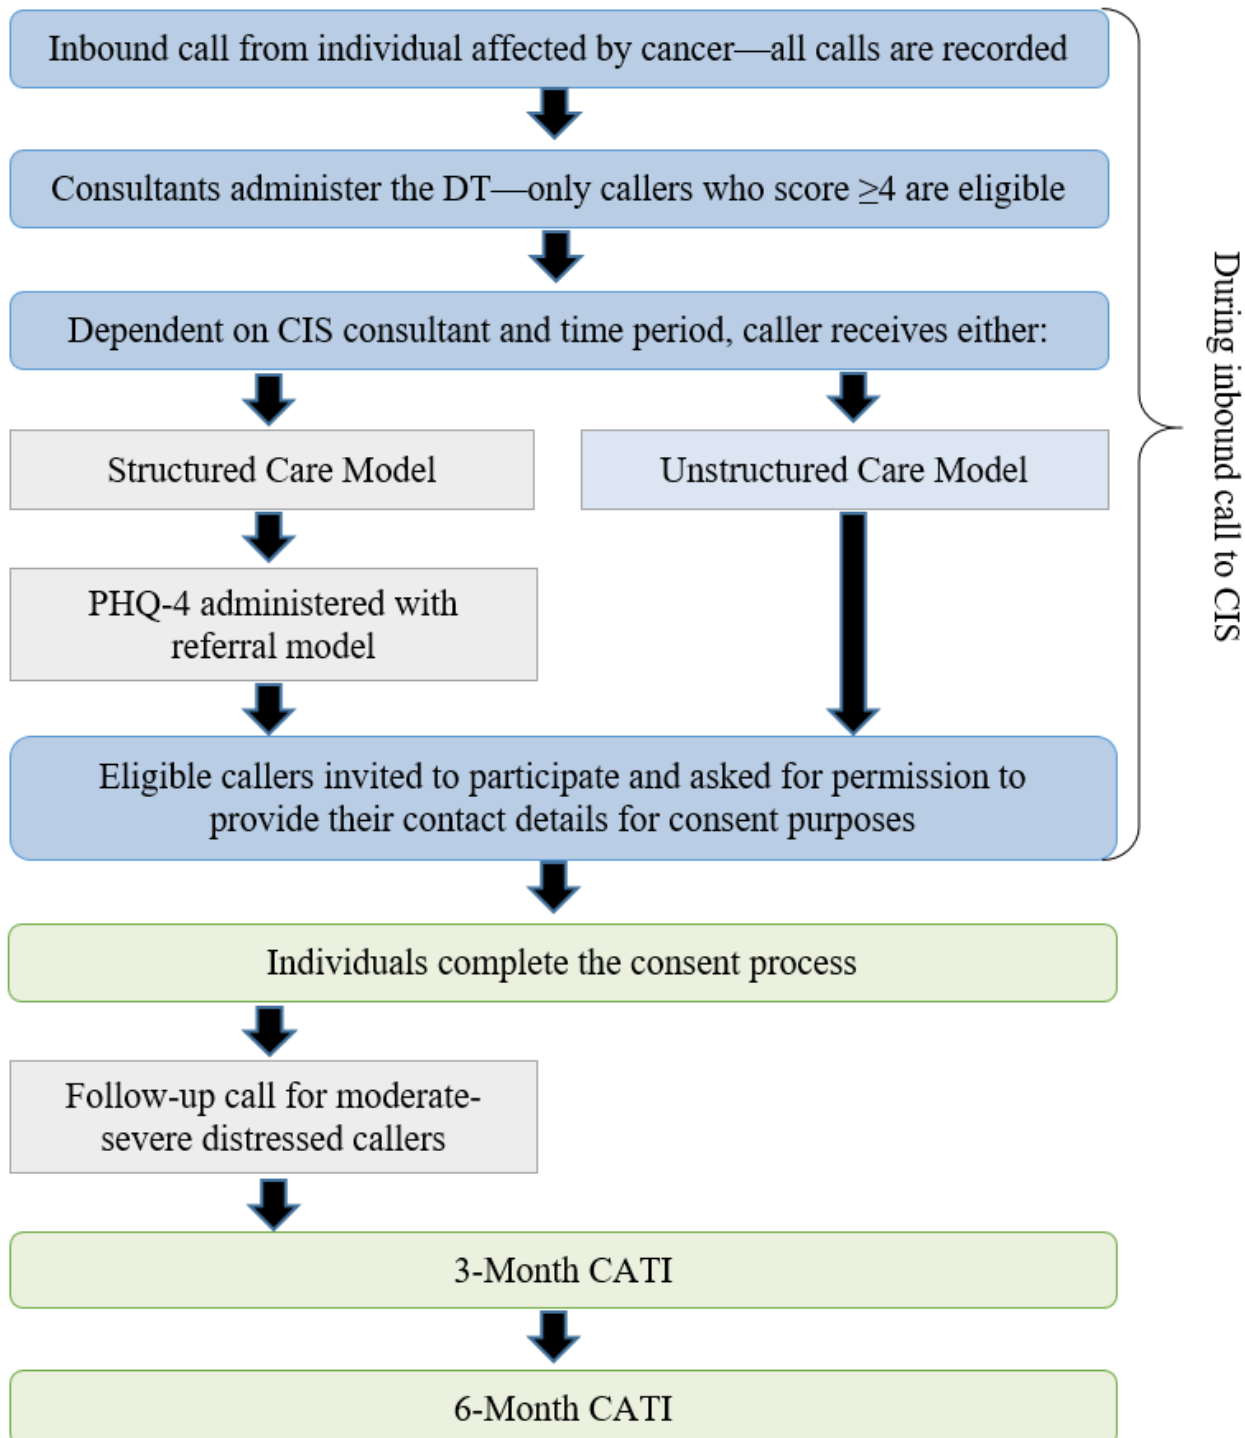 Inbound call from individual affected by cancer—all calls are recorded
Consultants administer the DT—only callers who score ≥4 are eligible
Dependent on CIS consultant and time period, caller receives either:
Structured Care Model
Unstructured Care Model
PHQ-4 administered with
referral model
Eligible callers invited to participate and asked for permission to
provide their contact details for consent purposes
During inbound call to CIS
Individuals complete the consent process
Follow-up call for moderate-
severe distressed callers
3-Month CATI
6-Month CATI